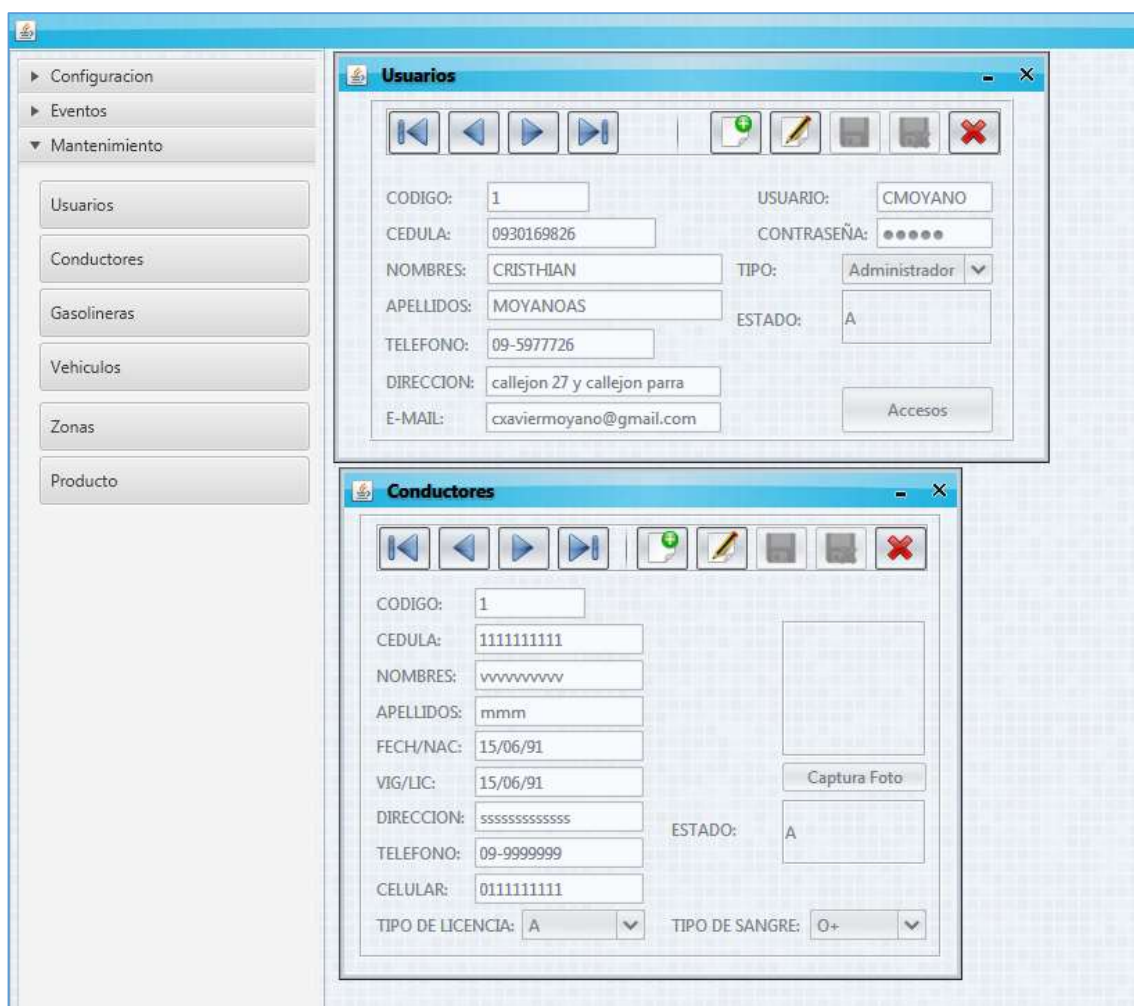 Configuracion
Eventos
Mantenimiento
Usuarios
Conductores
Gasolineras
Vehiculos
Zonas
Producto
Usuarios
CODIGO: 1
CEDULA: 0930169826
NOMBRES: CRISTHIAN
APELLIDOS: MOYANOAS
TELEFONO: 09-5977726
DIRECCION: callejon 27 y callejon parra
E-MAIL: cxaviermoyano@gmail.com
USUARIO: CMOYANO
CONTRASEÑA: ●●●●●
TIPO: Administrador
ESTADO: A
Accesos
Conductores
CODIGO: 1
CEDULA: 1111111111
NOMBRES: vvvvvvvvvv
APELLIDOS: mmm
FECH/NAC: 15/06/91
VIG/LIC: 15/06/91
DIRECCION: sssssssssssss
TELEFONO: 09-9999999
CELULAR: 0111111111
TIPO DE LICENCIA: A
Captura Foto
ESTADO: A
TIPO DE SANGRE: O+